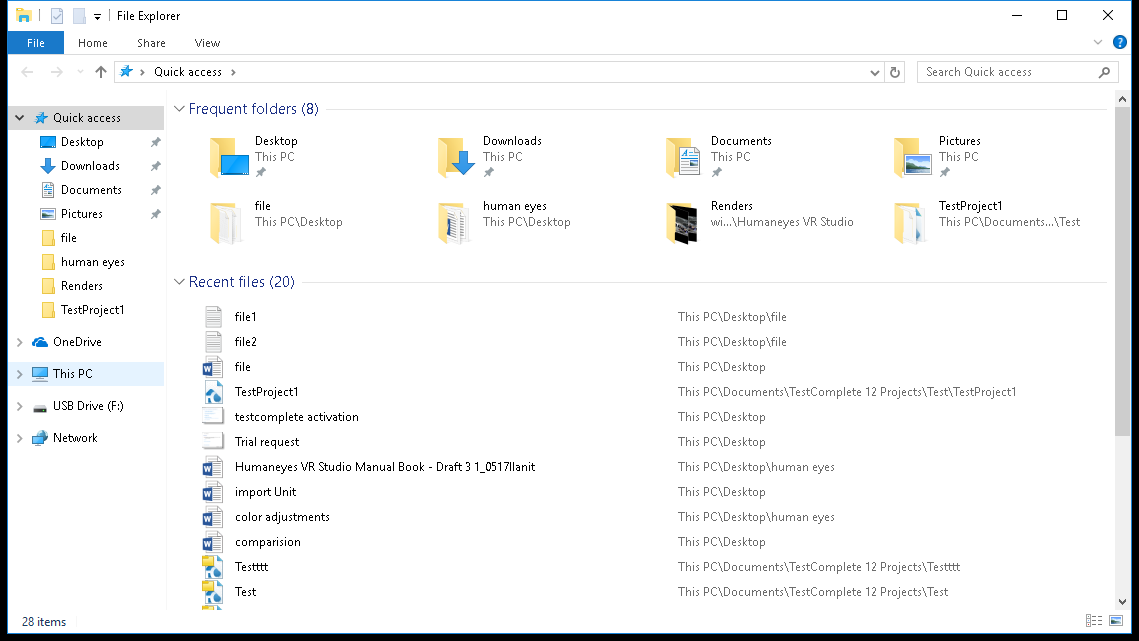 File Explorer
File Home Share View
Quick access
Search Quick access
Quick access
Desktop
Downloads
Documents
Pictures
file
human eyes
Renders
TestProject1
OneDrive
This PC
USB Drive (F:)
Network
Frequent folders (8)
Desktop
This PC
Downloads
This PC
Documents
This PC
Pictures
This PC
file
This PC\Desktop
human eyes
This PC\Desktop
Renders
wi...\Humaneyes VR Studio
TestProject1
This PC\Documents...\Test
Recent files (20)
file1 This PC\Desktop\file
file2 This PC\Desktop\file
file This PC\Desktop
TestProject1 This PC\Documents\TestComplete 12 Projects\Test\TestProject1
testcomplete activation This PC\Desktop
Trial request This PC\Desktop
Humaneyes VR Studio Manual Book - Draft 3 1_0517Ilanit This PC\Desktop\human eyes
import Unit This PC\Desktop
color adjustments This PC\Desktop\human eyes
comparision This PC\Desktop
Testttt This PC\Documents\TestComplete 12 Projects\Testttt
Test This PC\Documents\TestComplete 12 Projects\Test
28 items